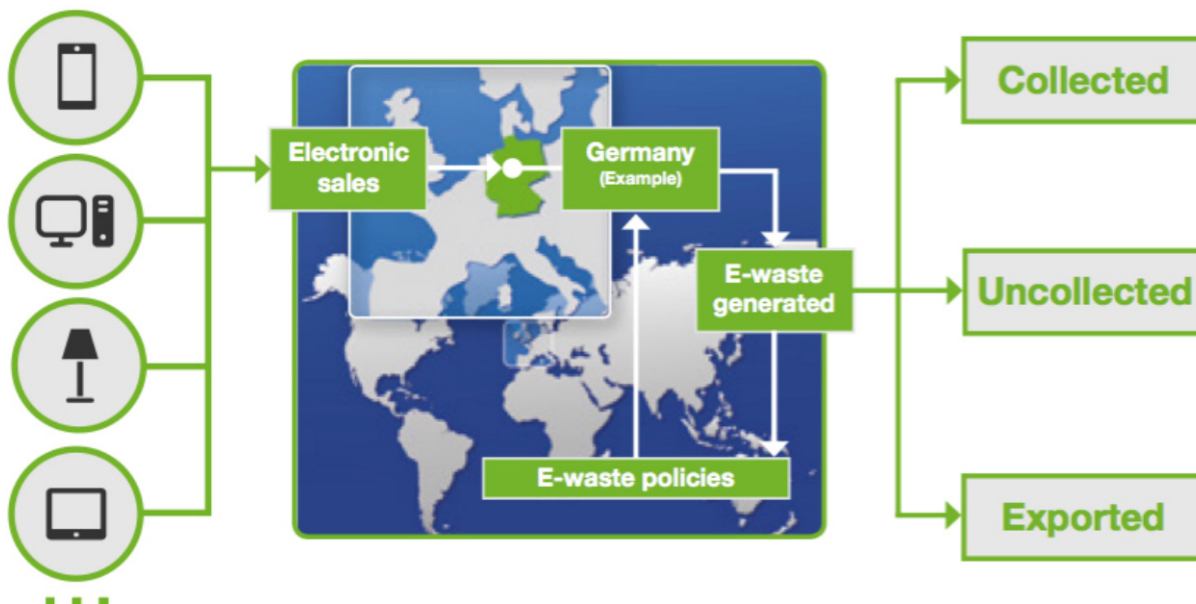 Electronic
sales
Germany
(Example)
E-waste
generated
E-waste policies
Collected
Uncollected
Exported